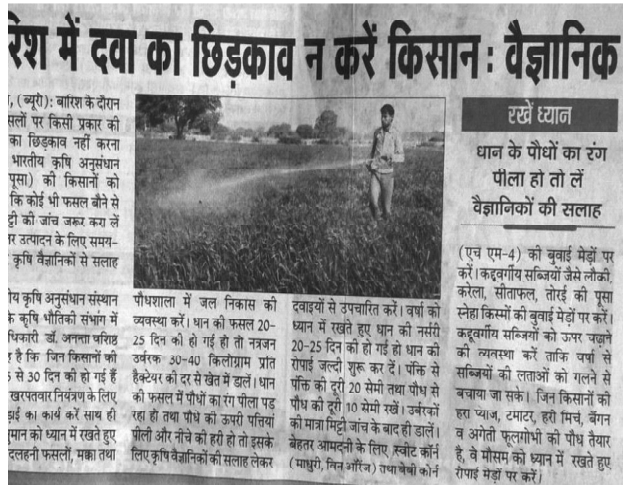 रिश में दवा का छिड़काव न करें किसान : वैज्ञानिक
(ब्यूरो): बारिश के दौरान
सलों पर किसी प्रकार की
का छिड़काव नहीं करना
भारतीय कृषि अनुसंधान
पूसा) की किसानों को
कि कोई भी फसल बौने से
ट्टी की जांच जरूर करा लें
र उत्पादन के लिए समय-
कृषि वैज्ञानिकों से सलाह
ीय कृषि अनुसंधान संस्थान
के कृषि भौतिकी संभाग में
धिकारी डॉ. अनन्ता वशिष्ठ
है कि जिन किसानों की
से 30 दिन की हो गई हैं
खरपतवार नियंत्रण के लिए
ड़ाई का कार्य करें साथ ही
मान को ध्यान में रखते हुए
दलहनी फसलों, मक्का तथा
पौधशाला में जल निकास की
व्यवस्था करें। धान की फसल 20-
25 दिन की हो गई हो तो नत्रजन
उर्वरक 30-40 किलोग्राम प्रति
हैक्टेयर की दर से खेत में डालें। धान
की फसल में पौधों का रंग पीला पड़
रहा हो तथा पौधे की ऊपरी पत्तियां
पीली और नीचे की हरी हो तो इसके
लिए कृषि वैज्ञानिकों की सलाह लेकर
दवाइयों से उपचारित करें। वर्षा को
ध्यान में रखते हुए धान की नर्सरी
20-25 दिन की हो गई हो धान की
रोपाई जल्दी शुरू कर दें। पंक्ति से
पंक्ति की दूरी 20 सेमी तथा पौध से
पौध की दूरी 10 सेमी रखें। उर्वरकों
की मात्रा मिट्टी जांच के बाद ही डालें।
बेहतर आमदनी के लिए स्वीट कॉर्न
(माधुरी, विन ऑरेंज) तथा बेबी कॉर्न
रखें ध्यान
धान के पौधों का रंग
पीला हो तो लें
वैज्ञानिकों की सलाह
(एच एम-4) की बुवाई मेड़ों पर
करें। कद्दवर्गीय सब्जियों जैसे लौकी,
करेला, सीताफल, तोरई की पूसा
स्नेहा किस्मों की बुवाई मेड़ों पर करें।
कद्दूवर्गीय सब्जियों को ऊपर चढ़ाने
की व्यवस्था करें ताकि वर्षा से
सब्जियों की लताओं को गलने से
बचाया जा सके। जिन किसानों की
हरा प्याज, टमाटर, हरी मिर्च, बैंगन
व अगेती फूलगोभी की पौध तैयार
है, वे मौसम को ध्यान में रखते हुए
रोपाई मेड़ों पर करें।